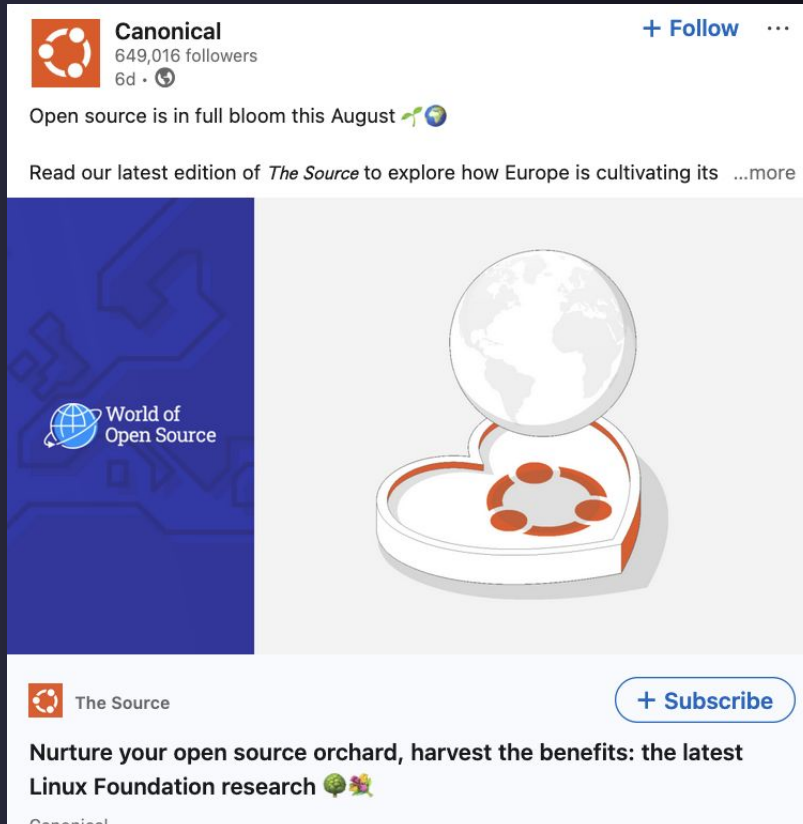 Canonical
+ Follow ...
649,016 followers
6d •
Open source is in full bloom this August 🌱🌍
Read our latest edition of The Source to explore how Europe is cultivating its ...more
World of
Open Source
The Source
+ Subscribe
Nurture your open source orchard, harvest the benefits: the latest
Linux Foundation research 🌳💐
Canonical